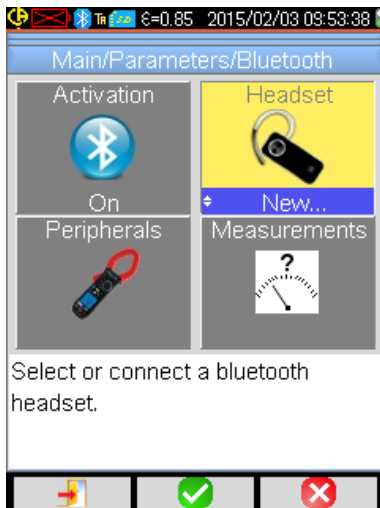 ε=0.85 2015/02/03 09:53:38
Main/Parameters/Bluetooth
Activation
Headset
On
New...
Peripherals
Measurements
?
Select or connect a bluetooth
headset.